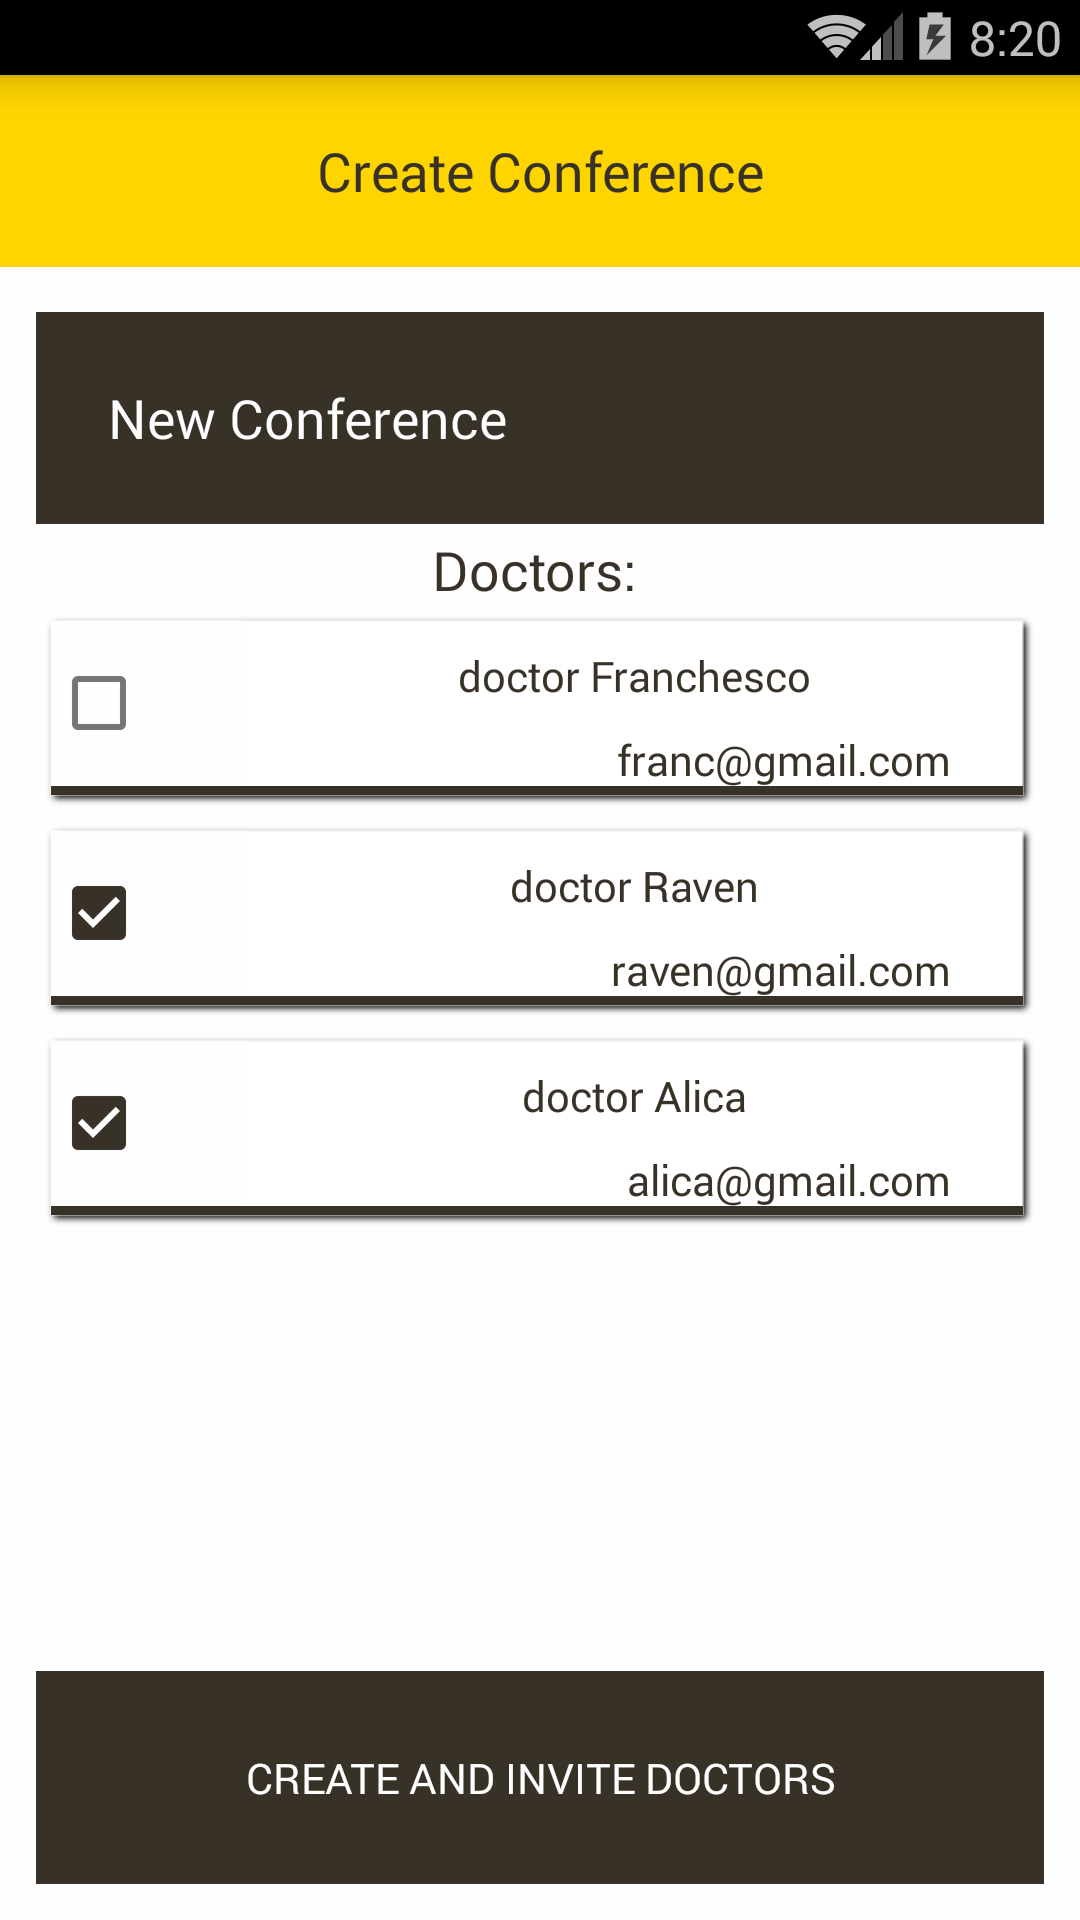 8:20
Create Conference
New Conference
Doctors:
doctor Franchesco
franc@gmail.com
doctor Raven
raven@gmail.com
doctor Alica
alica@gmail.com
CREATE AND INVITE DOCTORS